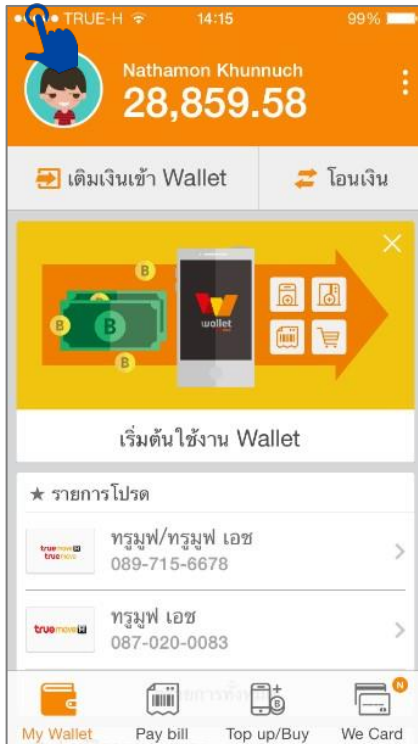 TRUE-H 14:15 99%
Nathamon Khunnuch
28,859.58
เติมเงินเข้า Wallet โอนเงิน
B
B B
wallet
B
เริ่มต้นใช้งาน Wallet
★ รายการโปรด
ทรูมูฟ/ทรูมูฟ เอช
truemove H
truemove
089-715-6678
ทรูมูฟ เอช
truemove H
087-020-0083
N
My Wallet Pay bill Top up/Buy We Card